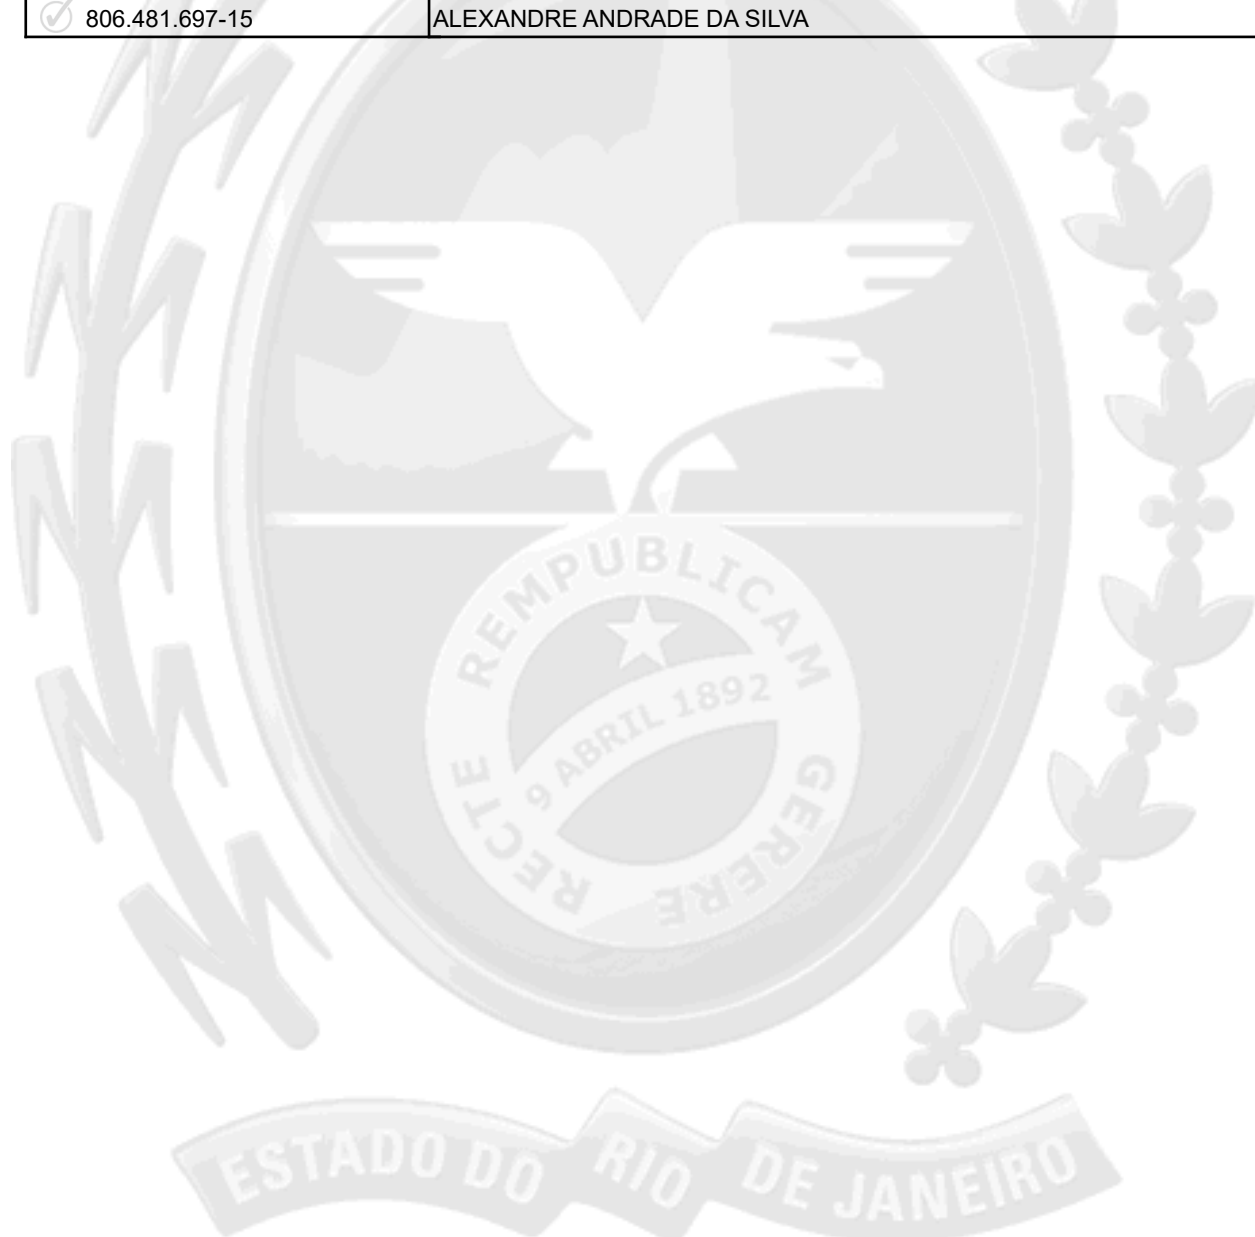 806.481.697-15 ALEXANDRE ANDRADE DA SILVA
REMPUBLICAM
9 ABRIL 1892
RECTE GERERE
ESTADO DO RIO DE JANEIRO